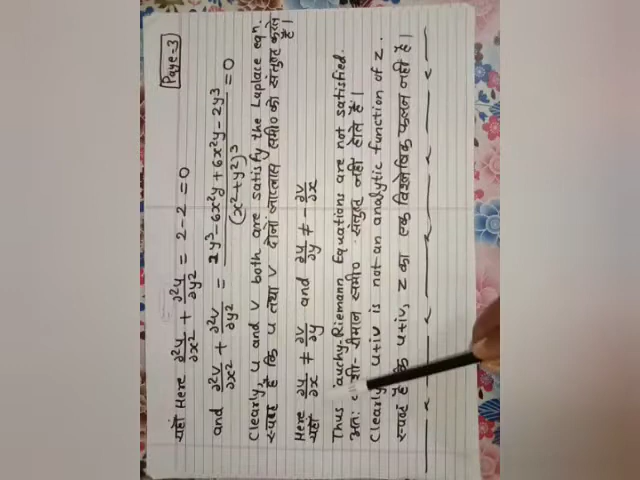 Page-3
यहाँ Here ∂²u/∂x² + ∂²u/∂y² = 2-2 = 0
and ∂²v/∂x² + ∂²v/∂y² = 2y³-6x²y+6x²y-2y³/(x²+y²)³ = 0
Clearly, u and v both are satisfy the Laplace eqn.
स्पष्ट है कि u तथा v दोनों लाप्लास समी० को संतुष्ट करते हैं।
Here ∂u/∂x ≠ ∂v/∂y and ∂u/∂y ≠ -∂v/∂x
यहाँ
Thus auchy-Riemann Equations are not satisfied.
अतः शी-रीमान समी० संतुष्ट नहीं होते हैं।
Clearly u+iv is not an analytic function of z.
स्पष्ट है कि u+iv, z का एक विश्लेषिक फलन नहीं है।